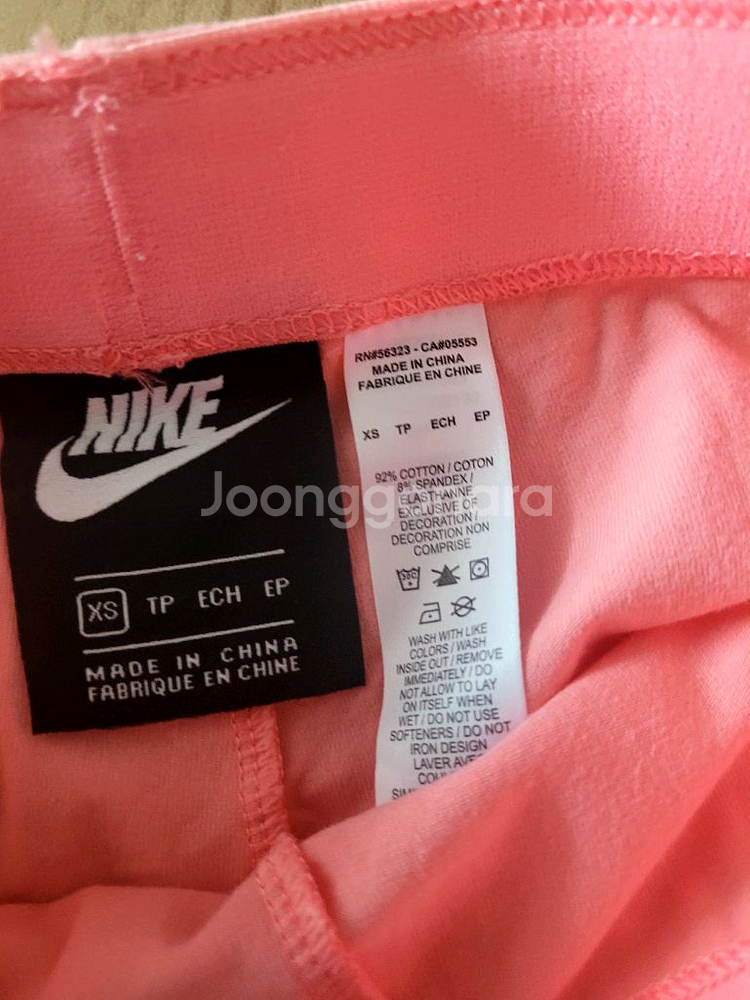 NIKE
XS TP ECH EP
MADE IN CHINA
FABRIQUE EN CHINE
RN#56323 - CA#05553
MADE IN CHINA
FABRIQUE EN CHINE
XS TP ECH EP
92% COTTON / COTON
8% SPANDEX /
ELASTHANNE
EXCLUSIVE OF
DECORATION /
DECORATION NON
COMPRISE
WASH WITH LIKE
COLORS / WASH
INSIDE OUT / REMOVE
IMMEDIATELY / DO
NOT ALLOW TO LAY
ON ITSELF WHEN
WET / DO NOT USE
SOFTENERS / DO NOT
IRON DESIGN
LAVER
Joonggonara